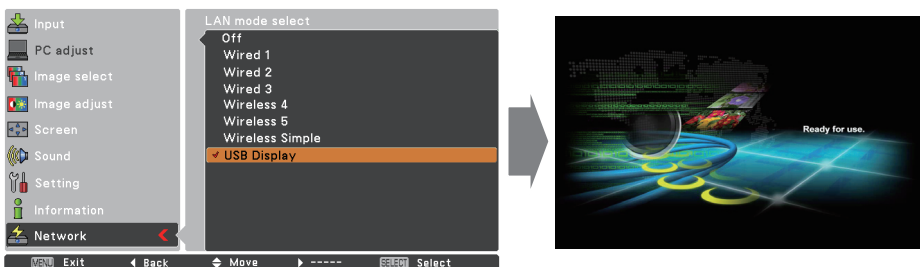 Input
PC adjust
Image select
Image adjust
Screen
Sound
Setting
Information
Network
LAN mode select
Off
Wired 1
Wired 2
Wired 3
Wireless 4
Wireless 5
Wireless Simple
USB Display
MENU Exit Back Move ----- SELECT Select
Ready for use.